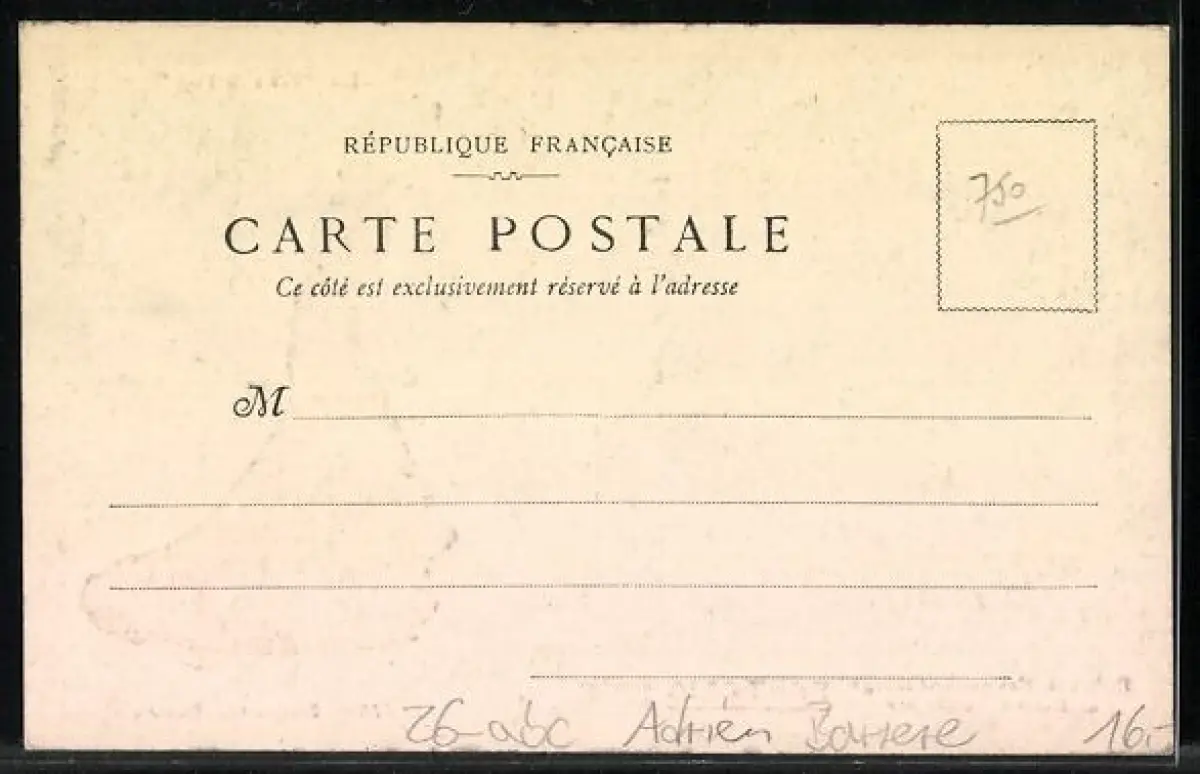 RÉPUBLIQUE FRANÇAISE
750
CARTE POSTALE
Ce côté est exclusivement réservé à l'adresse
M
26-abc Adrien Barrere 16.-